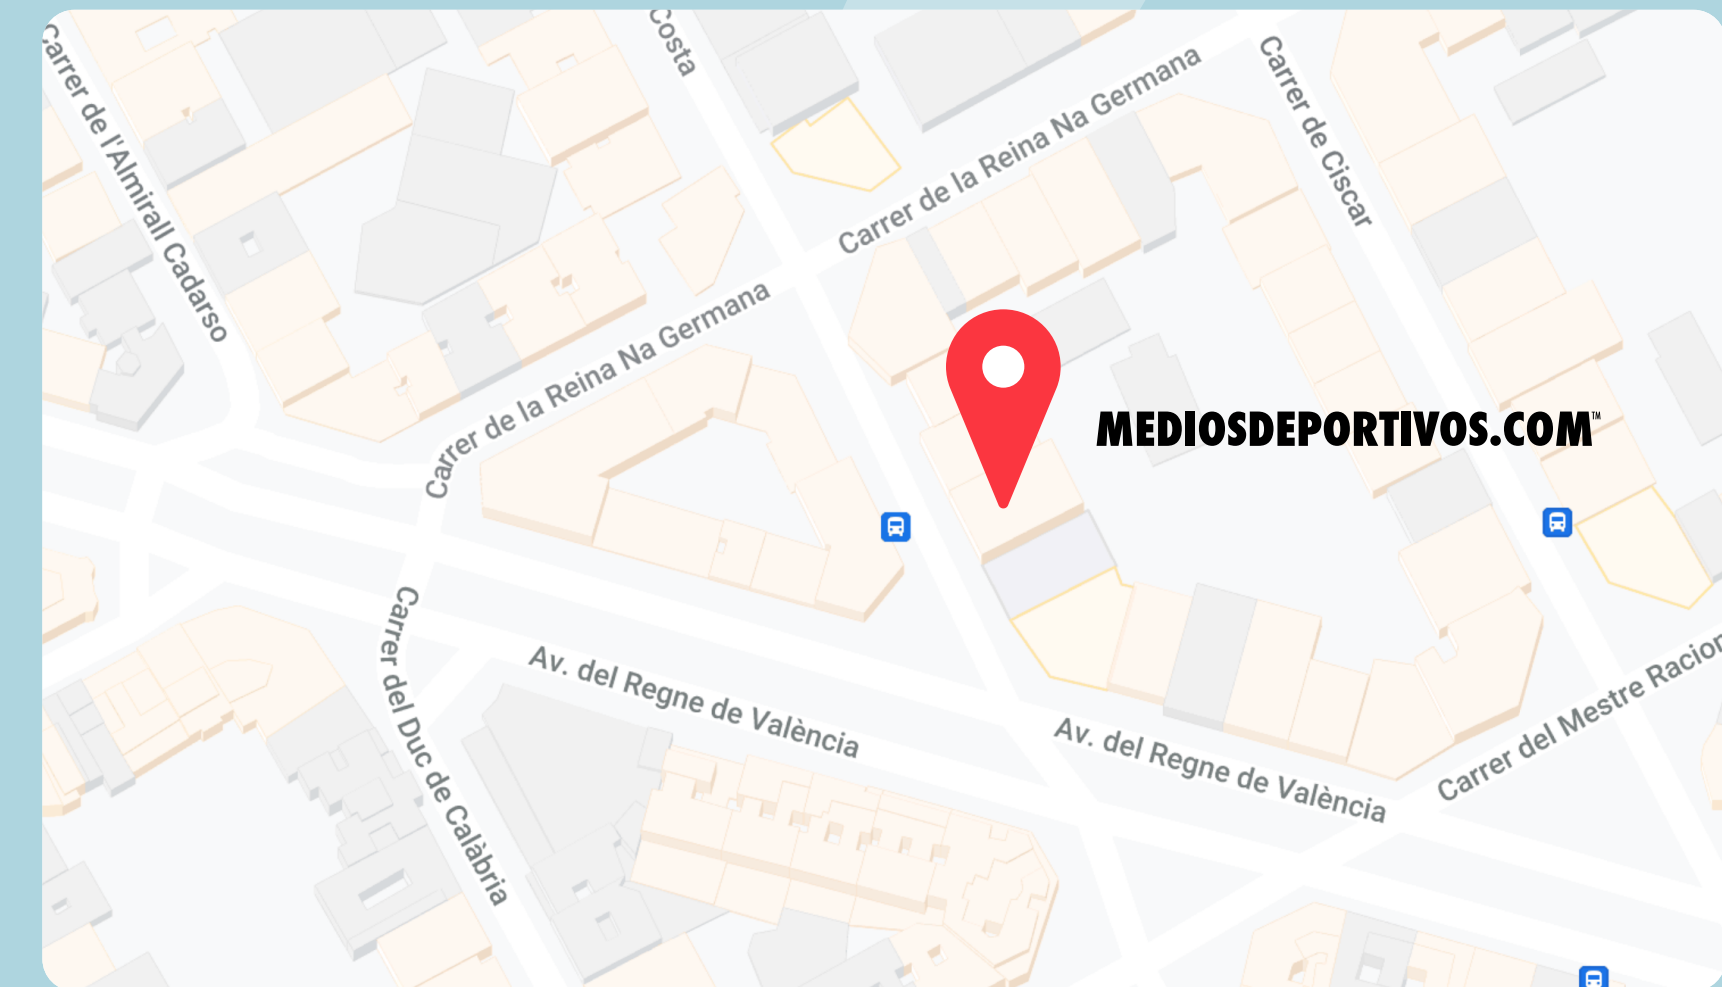 Costa
Carrer de l'Almirall Cadarso
Carrer de la Reina Na Germana
Carrer de Ciscar
Carrer de la Reina Na Germana
MEDIOSDEPORTIVOS.COM™
Carrer del Duc de Calàbria
Av. del Regne de València
Av. del Regne de València
Carrer del Mestre Racion